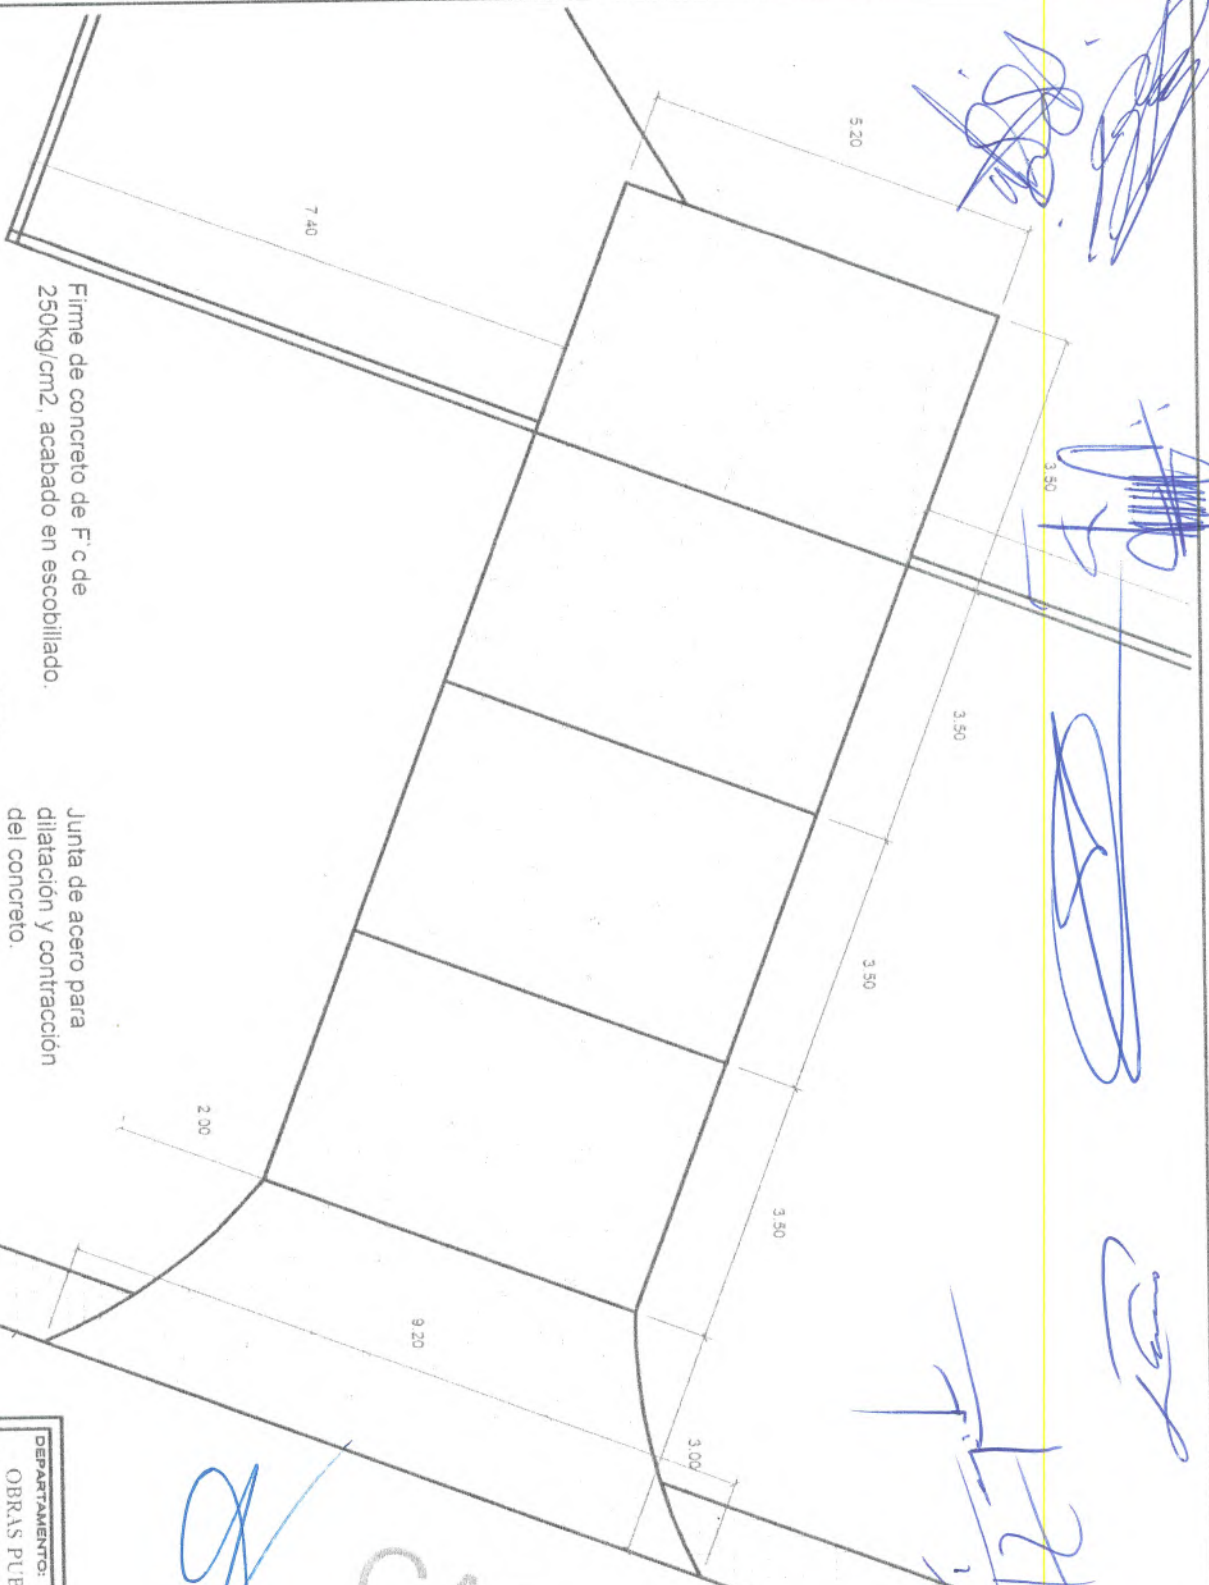 5.20
3.50
7.40
3.50
3.50
3.50
2.00
9.20
3.00
Firme de concreto de F'c de
250kg/cm2, acabado en escobillado.
Junta de acero para
dilatación y contracción
del concreto.
DEPARTAMENTO:
OBRAS PUB